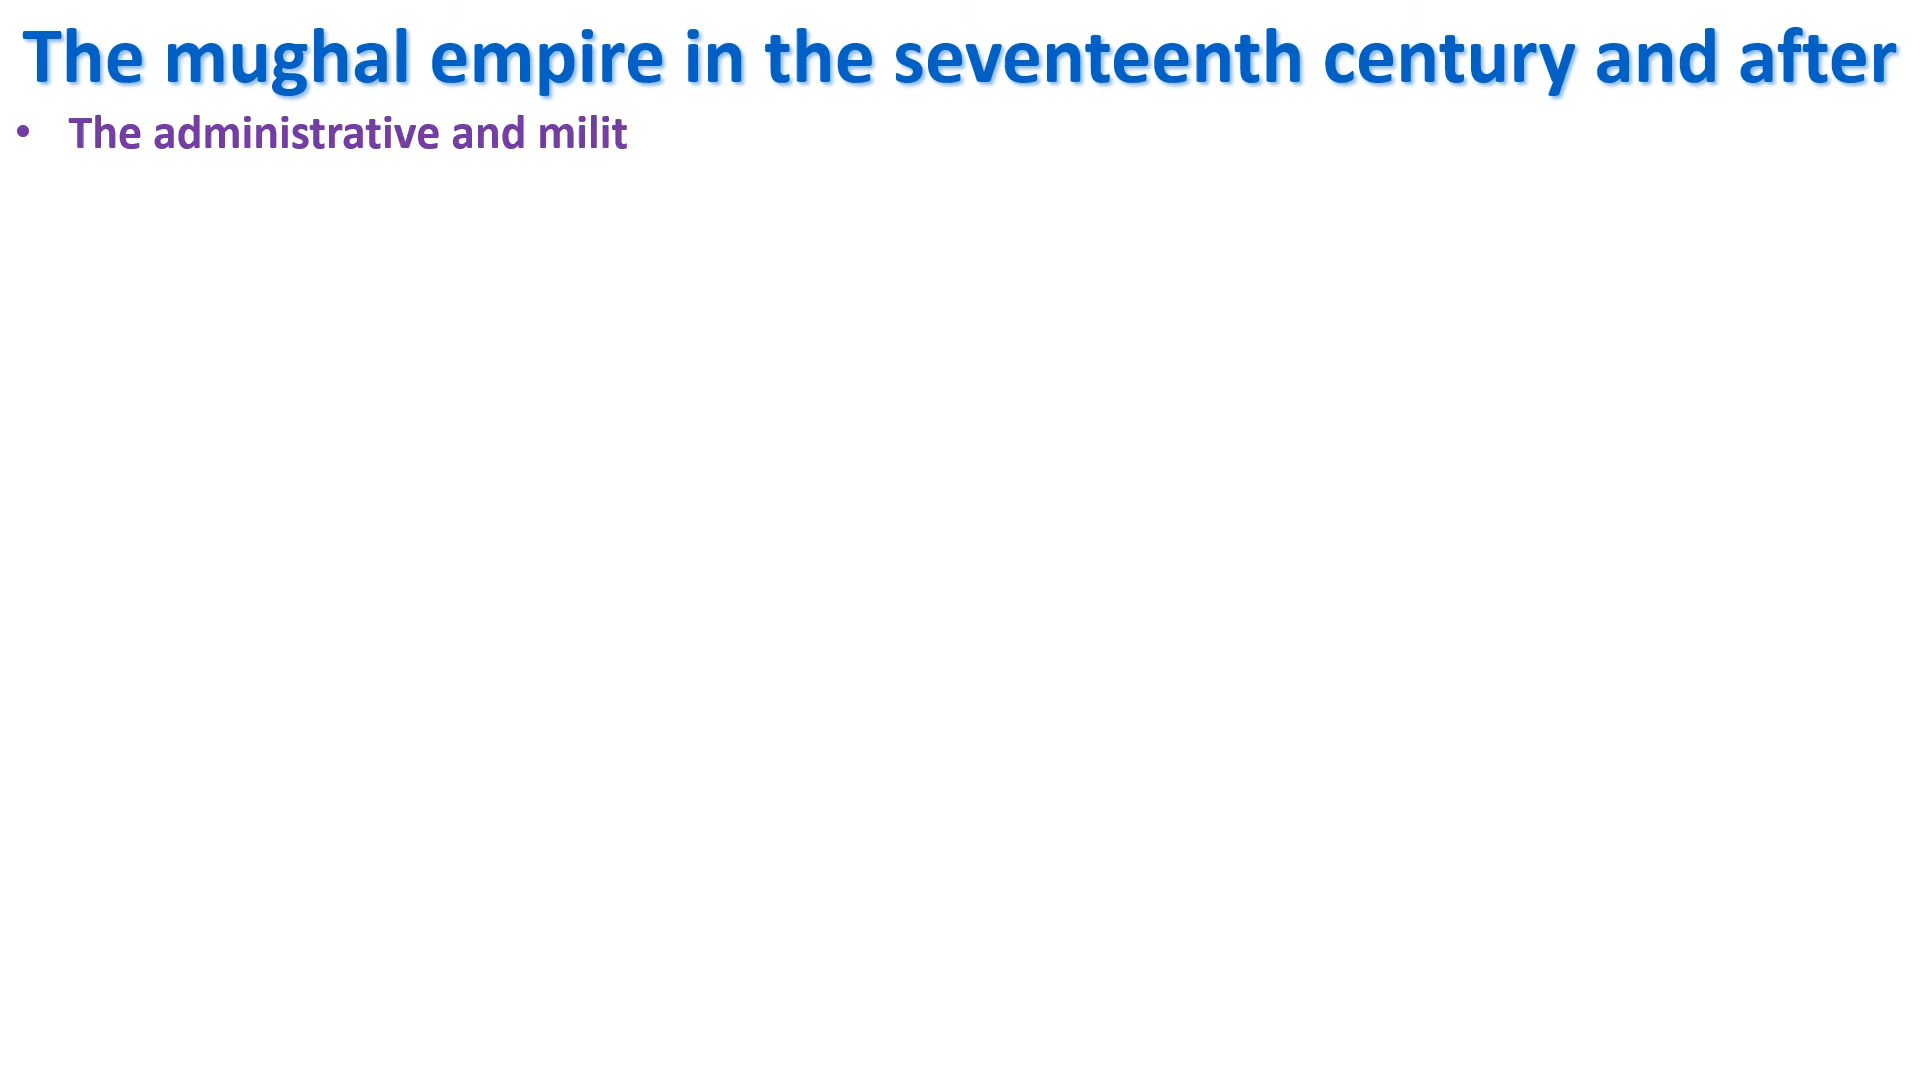 The mughal empire in the seventeenth century and after
• The administrative and milit